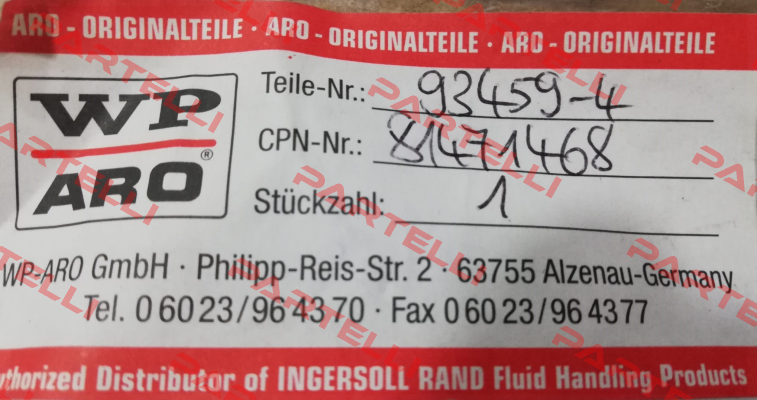 ARO - ORIGINALTEILE · ARO - ORIGINALTEILE · ARO - ORIGINALTEILE
WP
ARO®
Teile-Nr.: 93459-4
CPN-Nr.: 81471468
Stückzahl: 1
WP-ARO GmbH · Philipp-Reis-Str. 2 · 63755 Alzenau-Germany
Tel. 0 60 23/96 43 70 · Fax 0 60 23/96 43 77
uthorized Distributor of INGERSOLL RAND Fluid Handling Products
PARTELLI